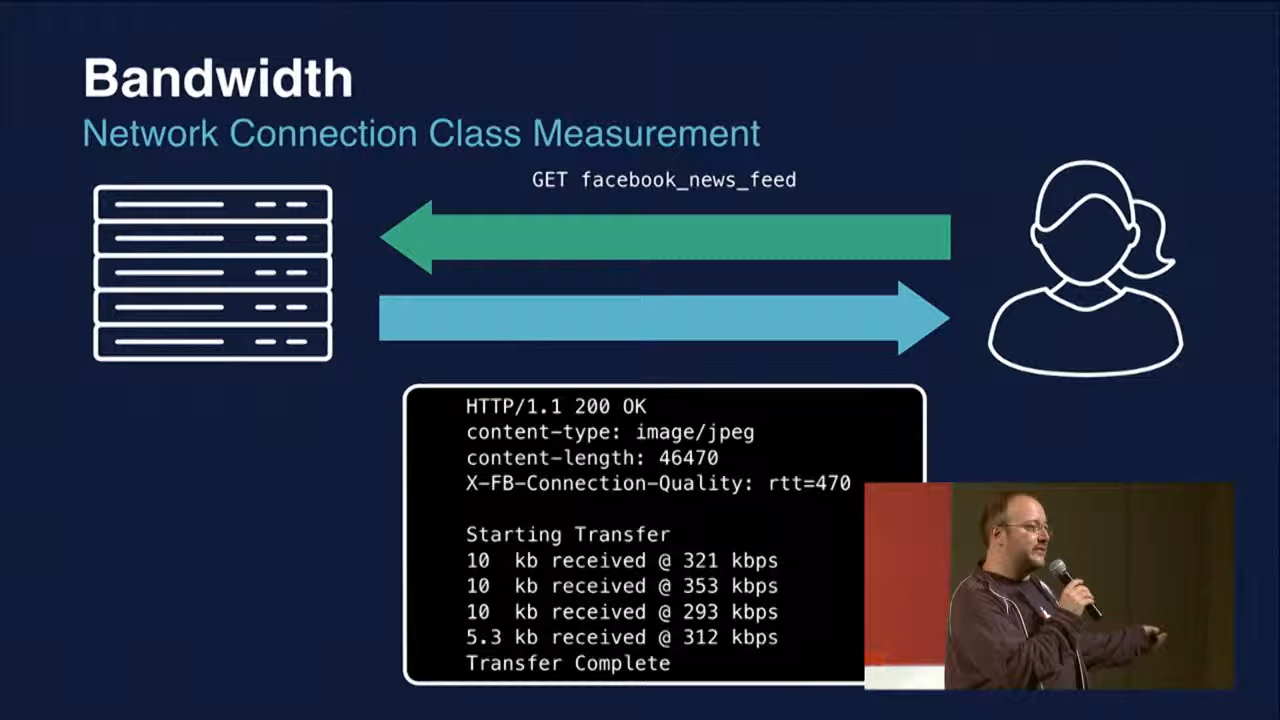 Bandwidth
Network Connection Class Measurement
GET facebook_news_feed
HTTP/1.1 200 OK
content-type: image/jpeg
content-length: 46470
X-FB-Connection-Quality: rtt=470
Starting Transfer
10 kb received @ 321 kbps
10 kb received @ 353 kbps
10 kb received @ 293 kbps
5.3 kb received @ 312 kbps
Transfer Complete